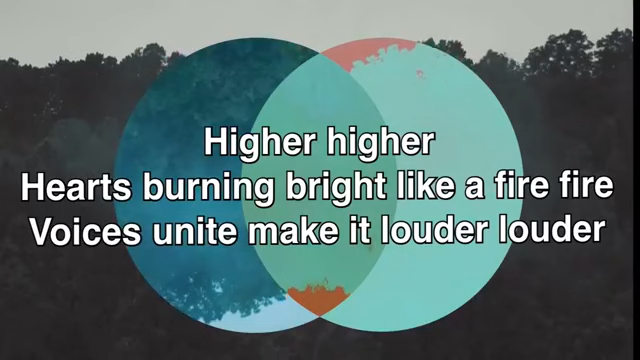 Higher higher
Hearts burning bright like a fire fire
Voices unite make it louder louder